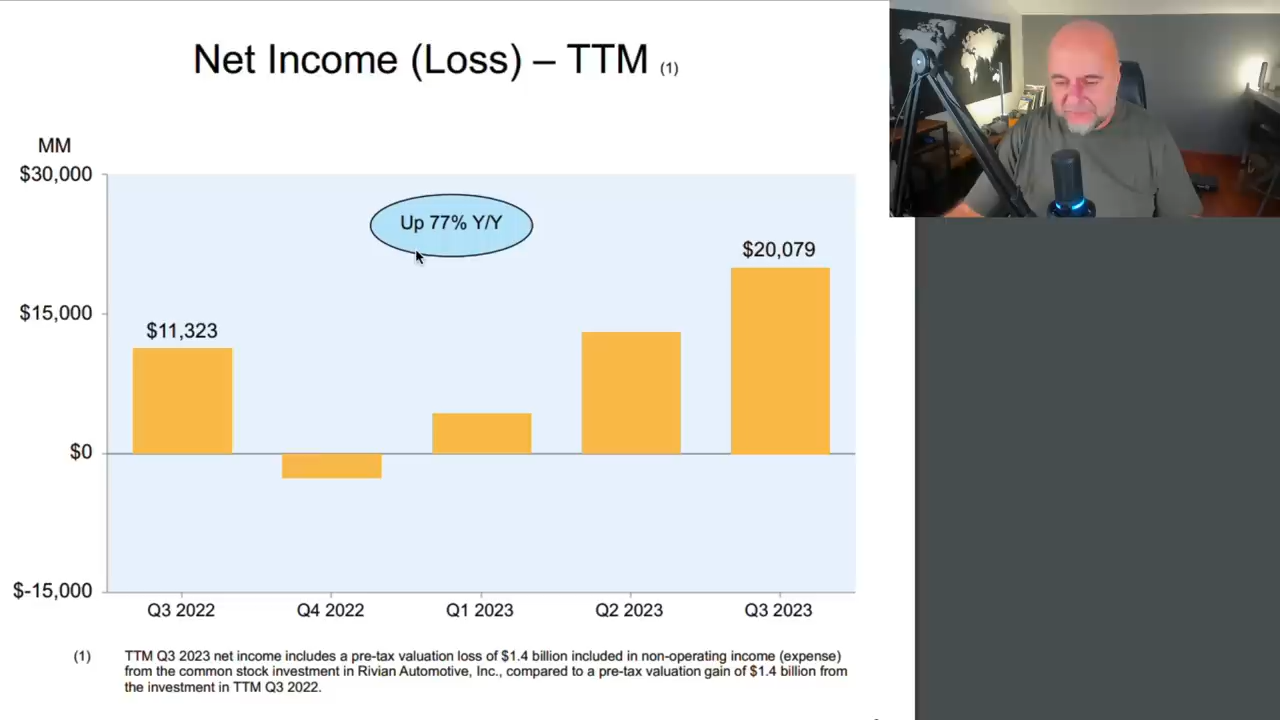 Net Income (Loss) – TTM (1)
MM
$30,000
Up 77% Y/Y
$20,079
$15,000
$11,323
$0
$-15,000
Q3 2022 Q4 2022 Q1 2023 Q2 2023 Q3 2023
(1) TTM Q3 2023 net income includes a pre-tax valuation loss of $1.4 billion included in non-operating income (expense)
from the common stock investment in Rivian Automotive, Inc., compared to a pre-tax valuation gain of $1.4 billion from
the investment in TTM Q3 2022.